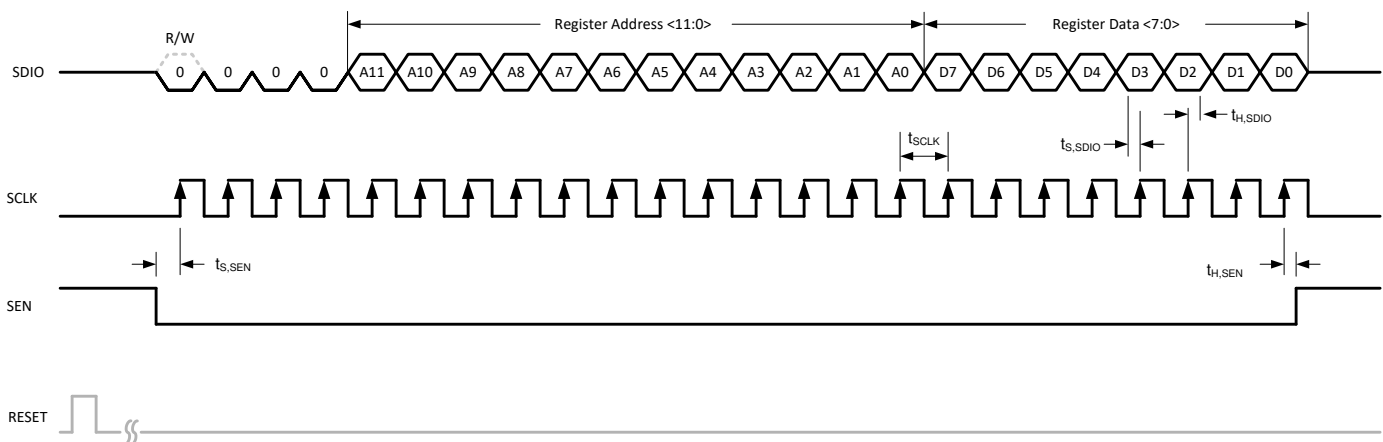 Register Address <11:0>
Register Data <7:0>
R/W
SDIO
0 0 0 0 A11 A10 A9 A8 A7 A6 A5 A4 A3 A2 A1 A0 D7 D6 D5 D4 D3 D2 D1 D0
tH,SDIO
tSCLK
tS,SDIO
SCLK
tS,SEN
tH,SEN
SEN
RESET